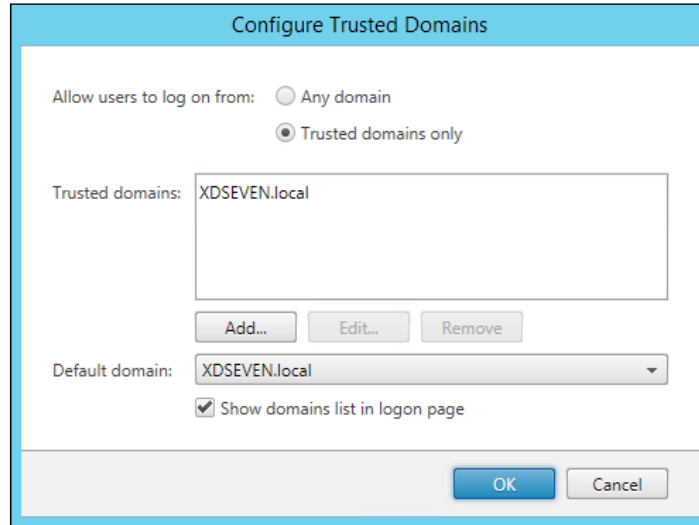 Configure Trusted Domains
Allow users to log on from: Any domain
Trusted domains only
Trusted domains: XDSEVEN.local
Add... Edit... Remove
Default domain: XDSEVEN.local
Show domains list in logon page
OK Cancel